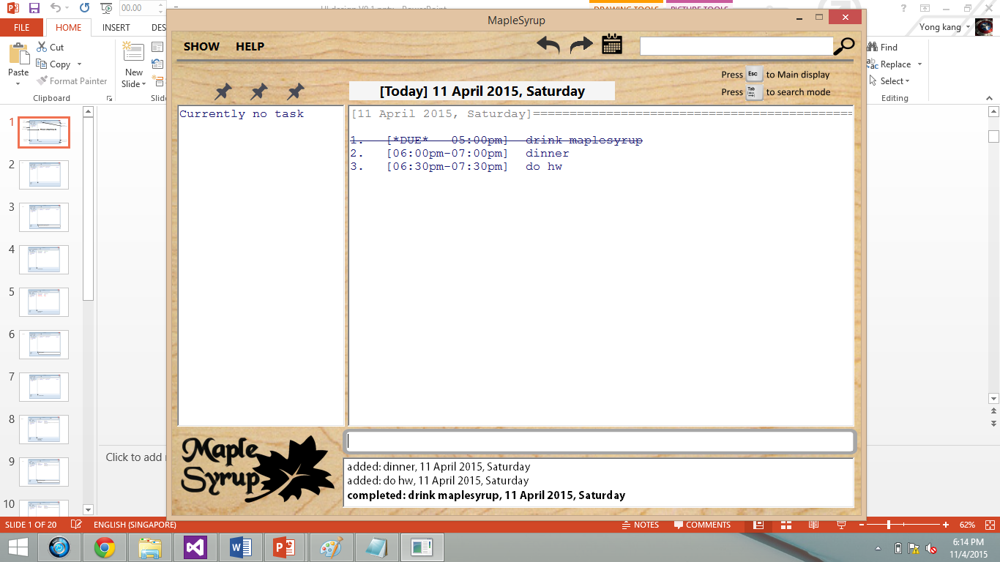 00.00
MapleSyrup
DRAWING TOOLS
PICTURE TOOLS
FILE
HOME
INSERT
DES
Yong kang
SHOW
HELP
Paste
Cut
Copy
Format Painter
Clipboard
New
Slide
Slide
Find
Replace
Select
Editing
Press Esc to Main display
Press Tab to search mode
[Today] 11 April 2015, Saturday
Currently no task
[11 April 2015, Saturday]============================================
1. [*DUE* 05:00pm] drink maplesyrup
2. [06:00pm-07:00pm] dinner
3. [06:30pm-07:30pm] do hw
1
2
3
4
5
6
7
8
9
10
Click to add
Maple
Syrup
added: dinner, 11 April 2015, Saturday
added: do hw, 11 April 2015, Saturday
completed: drink maplesyrup, 11 April 2015, Saturday
SLIDE 1 OF 20
ENGLISH (SINGAPORE)
NOTES
COMMENTS
62%
6:14 PM
11/4/2015